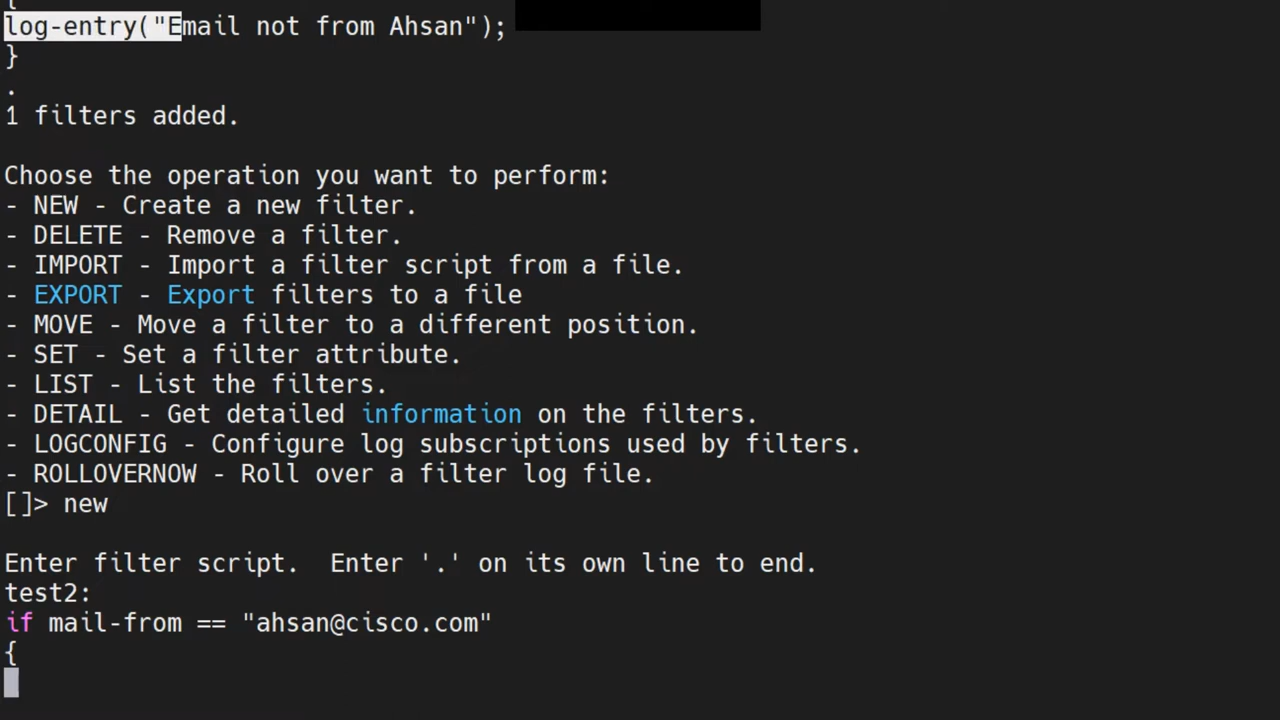 {
log-entry("Email not from Ahsan");
}
.
1 filters added.
Choose the operation you want to perform:
- NEW - Create a new filter.
- DELETE - Remove a filter.
- IMPORT - Import a filter script from a file.
- EXPORT - Export filters to a file
- MOVE - Move a filter to a different position.
- SET - Set a filter attribute.
- LIST - List the filters.
- DETAIL - Get detailed information on the filters.
- LOGCONFIG - Configure log subscriptions used by filters.
- ROLLOVERNOW - Roll over a filter log file.
[]> new
Enter filter script.  Enter '.' on its own line to end.
test2:
if mail-from == "ahsan@cisco.com"
{